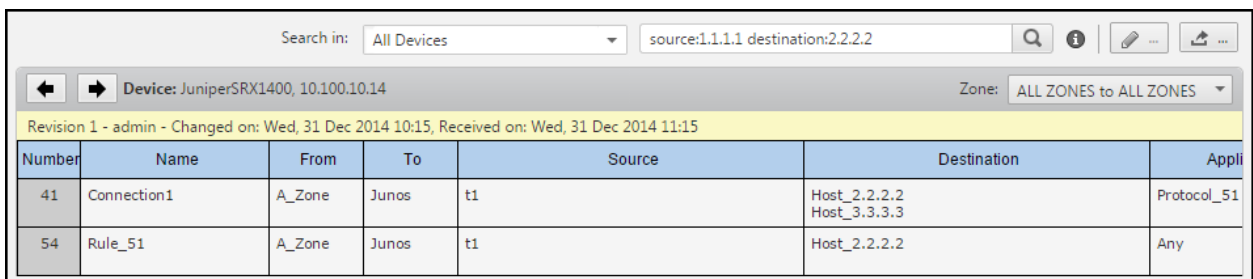 Search in: All Devices source:1.1.1.1 destination:2.2.2.2 ... ...
Device: JuniperSRX1400, 10.100.10.14 Zone: ALL ZONES to ALL ZONES
Revision 1 - admin - Changed on: Wed, 31 Dec 2014 10:15, Received on: Wed, 31 Dec 2014 11:15
Number Name From To Source Destination Appli
41 Connection1 A_Zone Junos t1 Host_2.2.2.2 Protocol_51
Host_3.3.3.3
54 Rule_51 A_Zone Junos t1 Host_2.2.2.2 Any